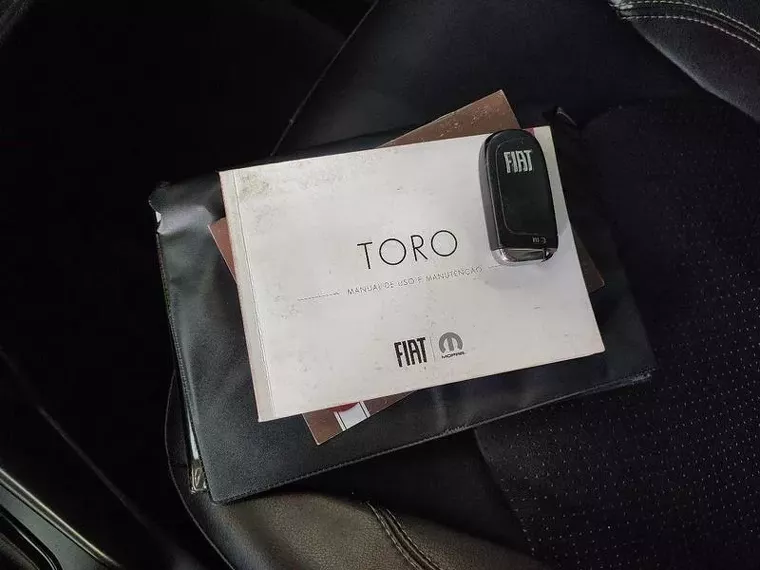 FIAT
TORO
MANUAL DE USO E MANUTENÇÃO
FIAT
MOPAR